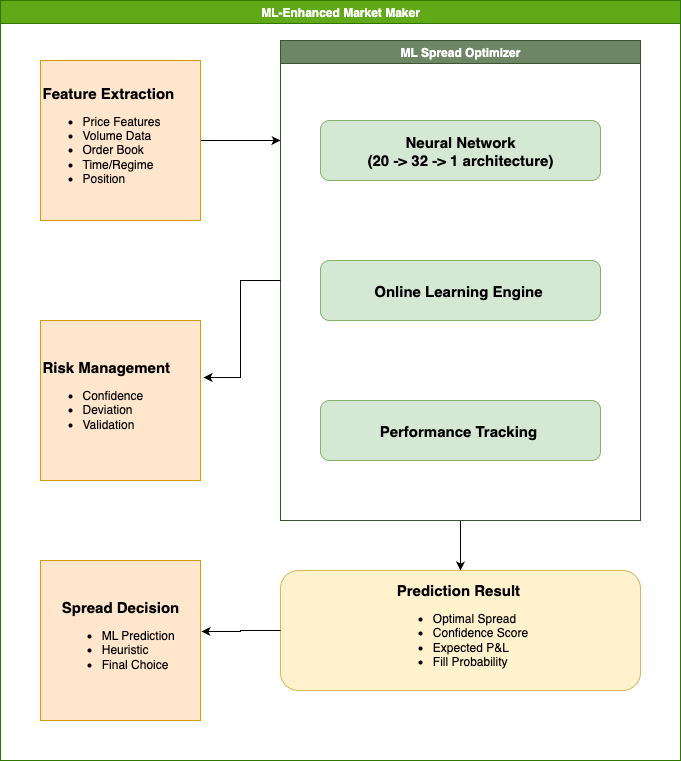 ML-Enhanced Market Maker
ML Spread Optimizer
Feature Extraction
Price Features
Volume Data
Order Book
Time/Regime
Position
Neural Network
(20 -> 32 -> 1 architecture)
Online Learning Engine
Risk Management
Confidence
Deviation
Validation
Performance Tracking
Prediction Result
Optimal Spread
Confidence Score
Expected P&L
Fill Probability
Spread Decision
ML Prediction
Heuristic
Final Choice